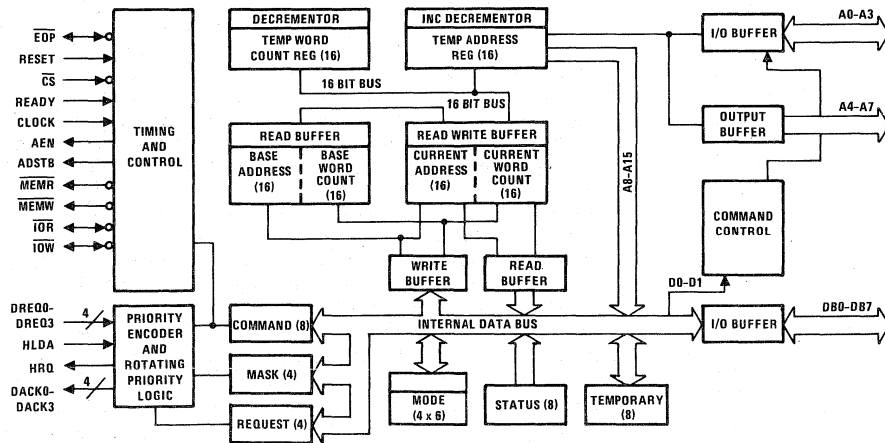 EOP
RESET
CS
READY
CLOCK
AEN
ADSTB
MEMR
MEMW
IOR
IOW
TIMING
AND
CONTROL
DREQ0-
DREQ3
4
HLDA
HRQ
DACK0-
DACK3
4
PRIORITY
ENCODER
AND
ROTATING
PRIORITY
LOGIC
DECREMENTOR
TEMP WORD
COUNT REG (16)
INC DECREMENTOR
TEMP ADDRESS
REG (16)
16 BIT BUS
16 BIT BUS
READ BUFFER
BASE
ADDRESS
(16)
BASE
WORD
COUNT
(16)
READ WRITE BUFFER
CURRENT
ADDRESS
(16)
CURRENT
WORD
COUNT
(16)
WRITE
BUFFER
READ
BUFFER
A8-A15
I/O BUFFER
A0-A3
OUTPUT
BUFFER
A4-A7
COMMAND
CONTROL
D0-D1
COMMAND (8)
INTERNAL DATA BUS
I/O BUFFER
DB0-DB7
MASK (4)
REQUEST (4)
MODE
(4 x 6)
STATUS (8)
TEMPORARY
(8)